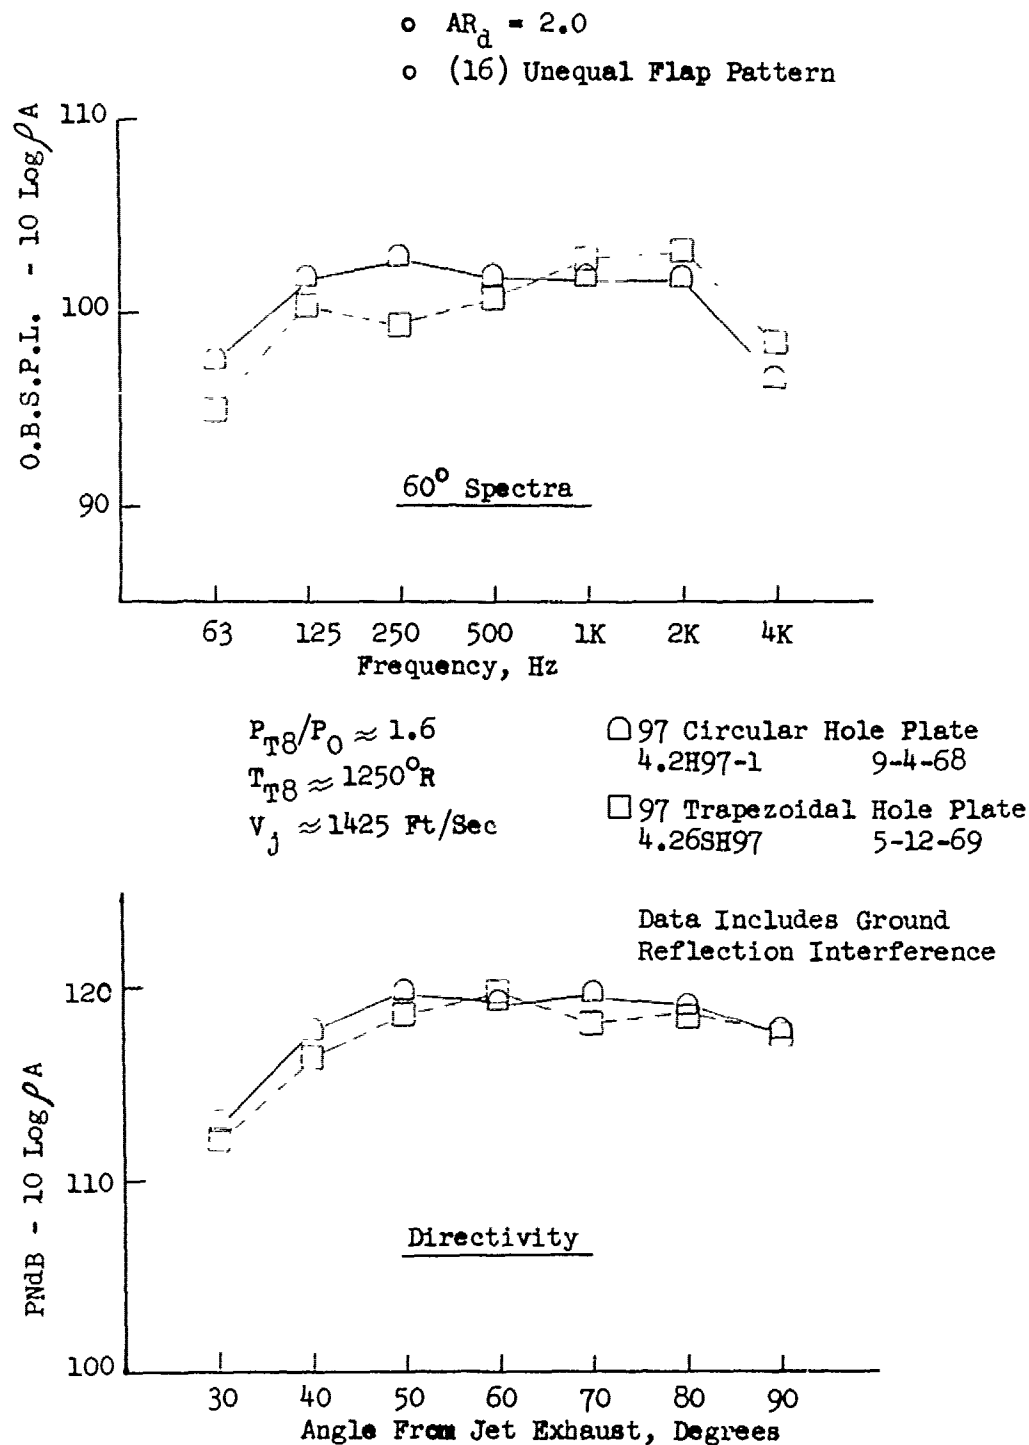 o AR_d = 2.0
o (16) Unequal Flap Pattern
O.B.S.P.L. - 10 Log ρA
110
100
90
60° Spectra
63 125 250 500 1K 2K 4K
Frequency, Hz
P_T8/P_0 ≈ 1.6
T_T8 ≈ 1250°R
V_j ≈ 1425 Ft/Sec
97 Circular Hole Plate
4.2H97-1 9-4-68
97 Trapezoidal Hole Plate
4.26SH97 5-12-69
Data Includes Ground
Reflection Interference
PNdB - 10 Log ρA
120
110
100
Directivity
30 40 50 60 70 80 90
Angle From Jet Exhaust, Degrees